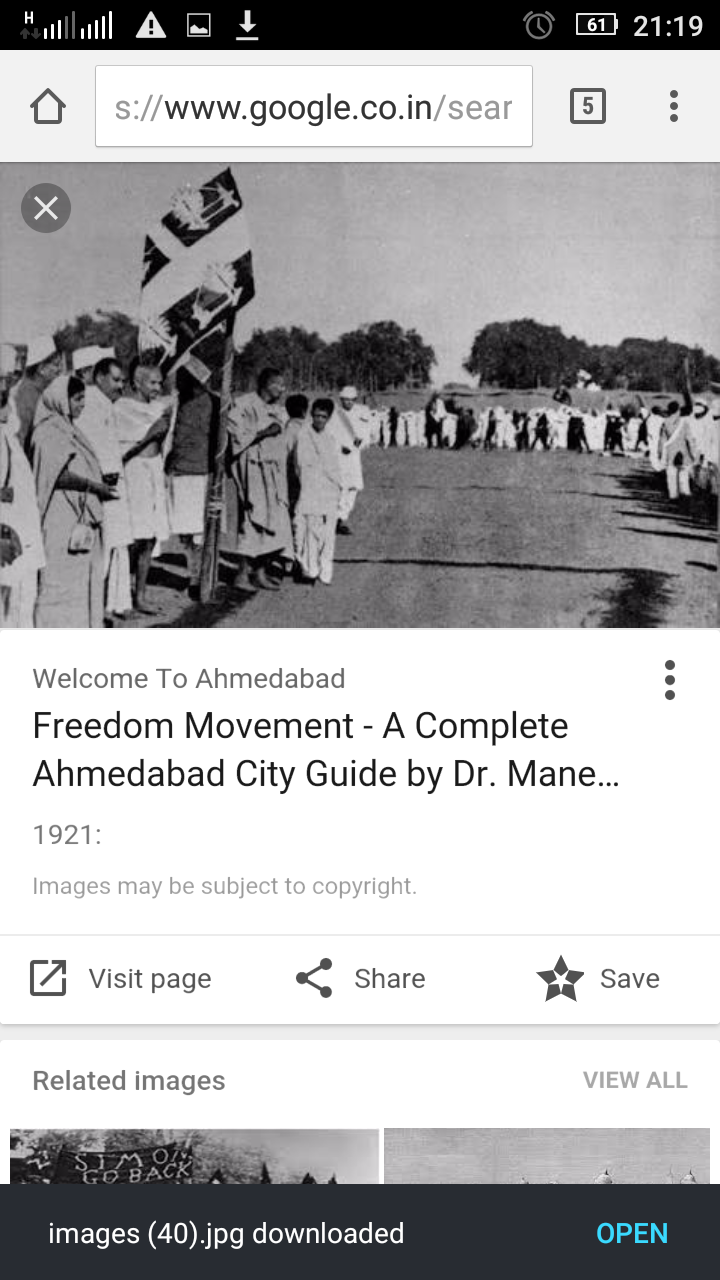 H
61
21:19
s://www.google.co.in/sear
5
Welcome To Ahmedabad
Freedom Movement - A Complete
Ahmedabad City Guide by Dr. Mane...
1921:
Images may be subject to copyright.
Visit page
Share
Save
Related images
VIEW ALL
SIMON
GO BACK
images (40).jpg downloaded
OPEN